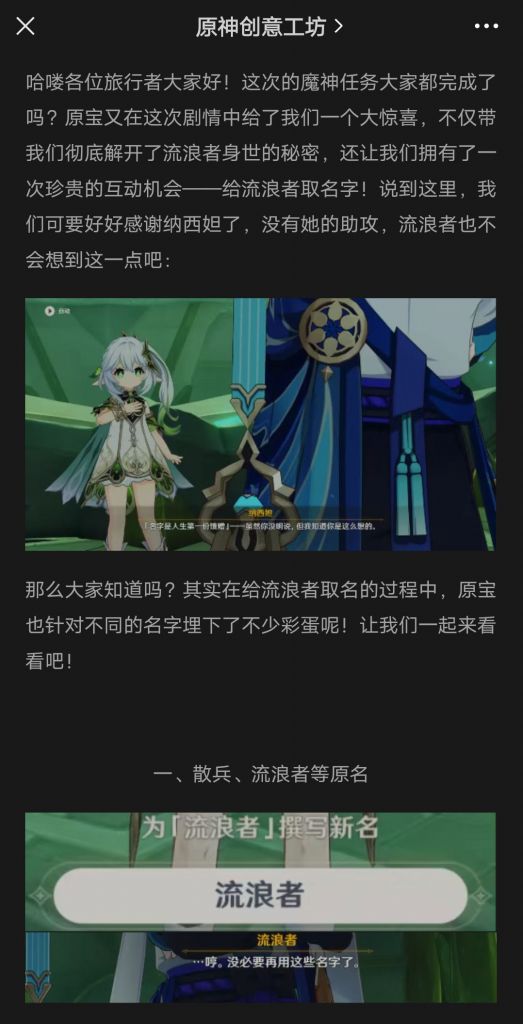 原神创意工坊
哈喽各位旅行者大家好！这次的魔神任务大家都完成了
吗？原宝又在这次剧情中给了我们一个大惊喜，不仅带
我们彻底解开了流浪者身世的秘密，还让我们拥有了一
次珍贵的互动机会——给流浪者取名字！说到这里，我
们可要好好感谢纳西妲了，没有她的助攻，流浪者也不
会想到这一点吧：
自动
纳西妲
「名字是人生第一份馈赠」——虽然你没明说，但我知道你是这么想的。
那么大家知道吗？其实在给流浪者取名的过程中，原宝
也针对不同的名字埋下了不少彩蛋呢！让我们一起来看
看吧！
一、散兵、流浪者等原名
为「流浪者」撰写新名
流浪者
流浪者
…哼。没必要再用这些名字了。